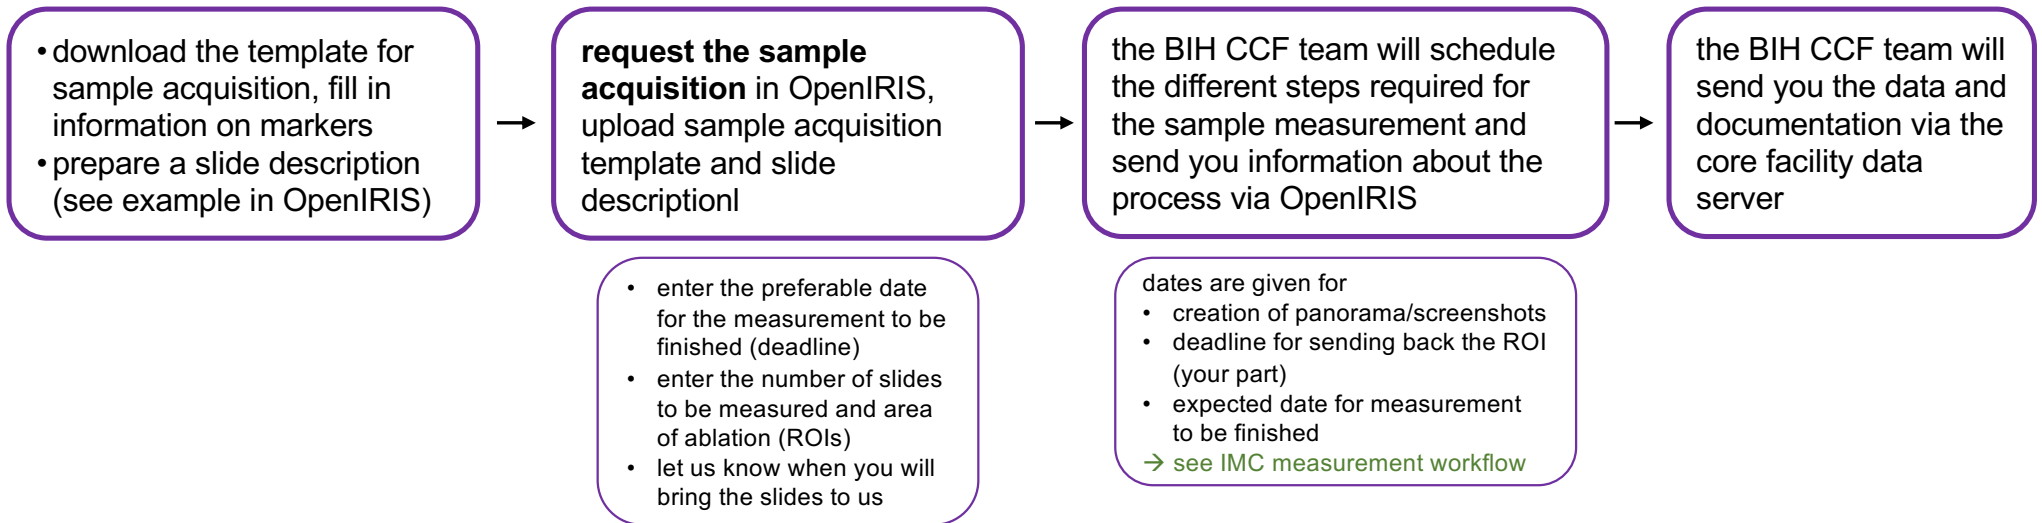 • download the template for
sample acquisition, fill in
information on markers
• prepare a slide description
(see example in OpenIRIS)
request the sample
acquisition in OpenIRIS,
upload sample acquisition
template and slide
descriptionl
• enter the preferable date
for the measurement to be
finished (deadline)
• enter the number of slides
to be measured and area
of ablation (ROIs)
• let us know when you will
bring the slides to us
the BIH CCF team will schedule
the different steps required for
the sample measurement and
send you information about the
process via OpenIRIS
dates are given for
• creation of panorama/screenshots
• deadline for sending back the ROI
(your part)
• expected date for measurement
to be finished
→ see IMC measurement workflow
the BIH CCF team will
send you the data and
documentation via the
core facility data
server